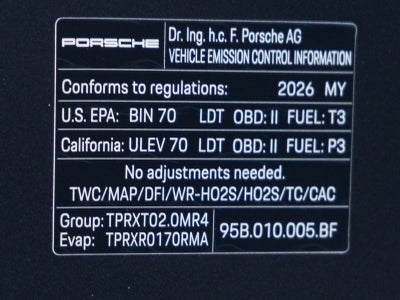 PORSCHE
Dr. Ing. h.c. F. Porsche AG
VEHICLE EMISSION CONTROL INFORMATION
Conforms to regulations: 2026 MY
U.S. EPA: BIN 70 LDT OBD: II FUEL: T3
California: ULEV 70 LDT OBD: II FUEL: P3
No adjustments needed.
TWC/MAP/DFI/WR-HO2S/HO2S/TC/CAC
Group: TPRXT02.0MR4
Evap: TPRXR0170RMA
95B.010.005.BF